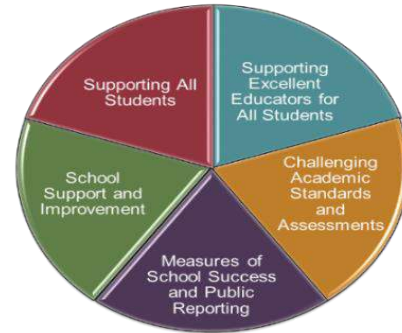 Supporting All
Students
Supporting
Excellent
Educators for
All Students
Challenging
Academic
Standards
and
Assessments
Measures of
School Success
and Public
Reporting
School
Support and
Improvement